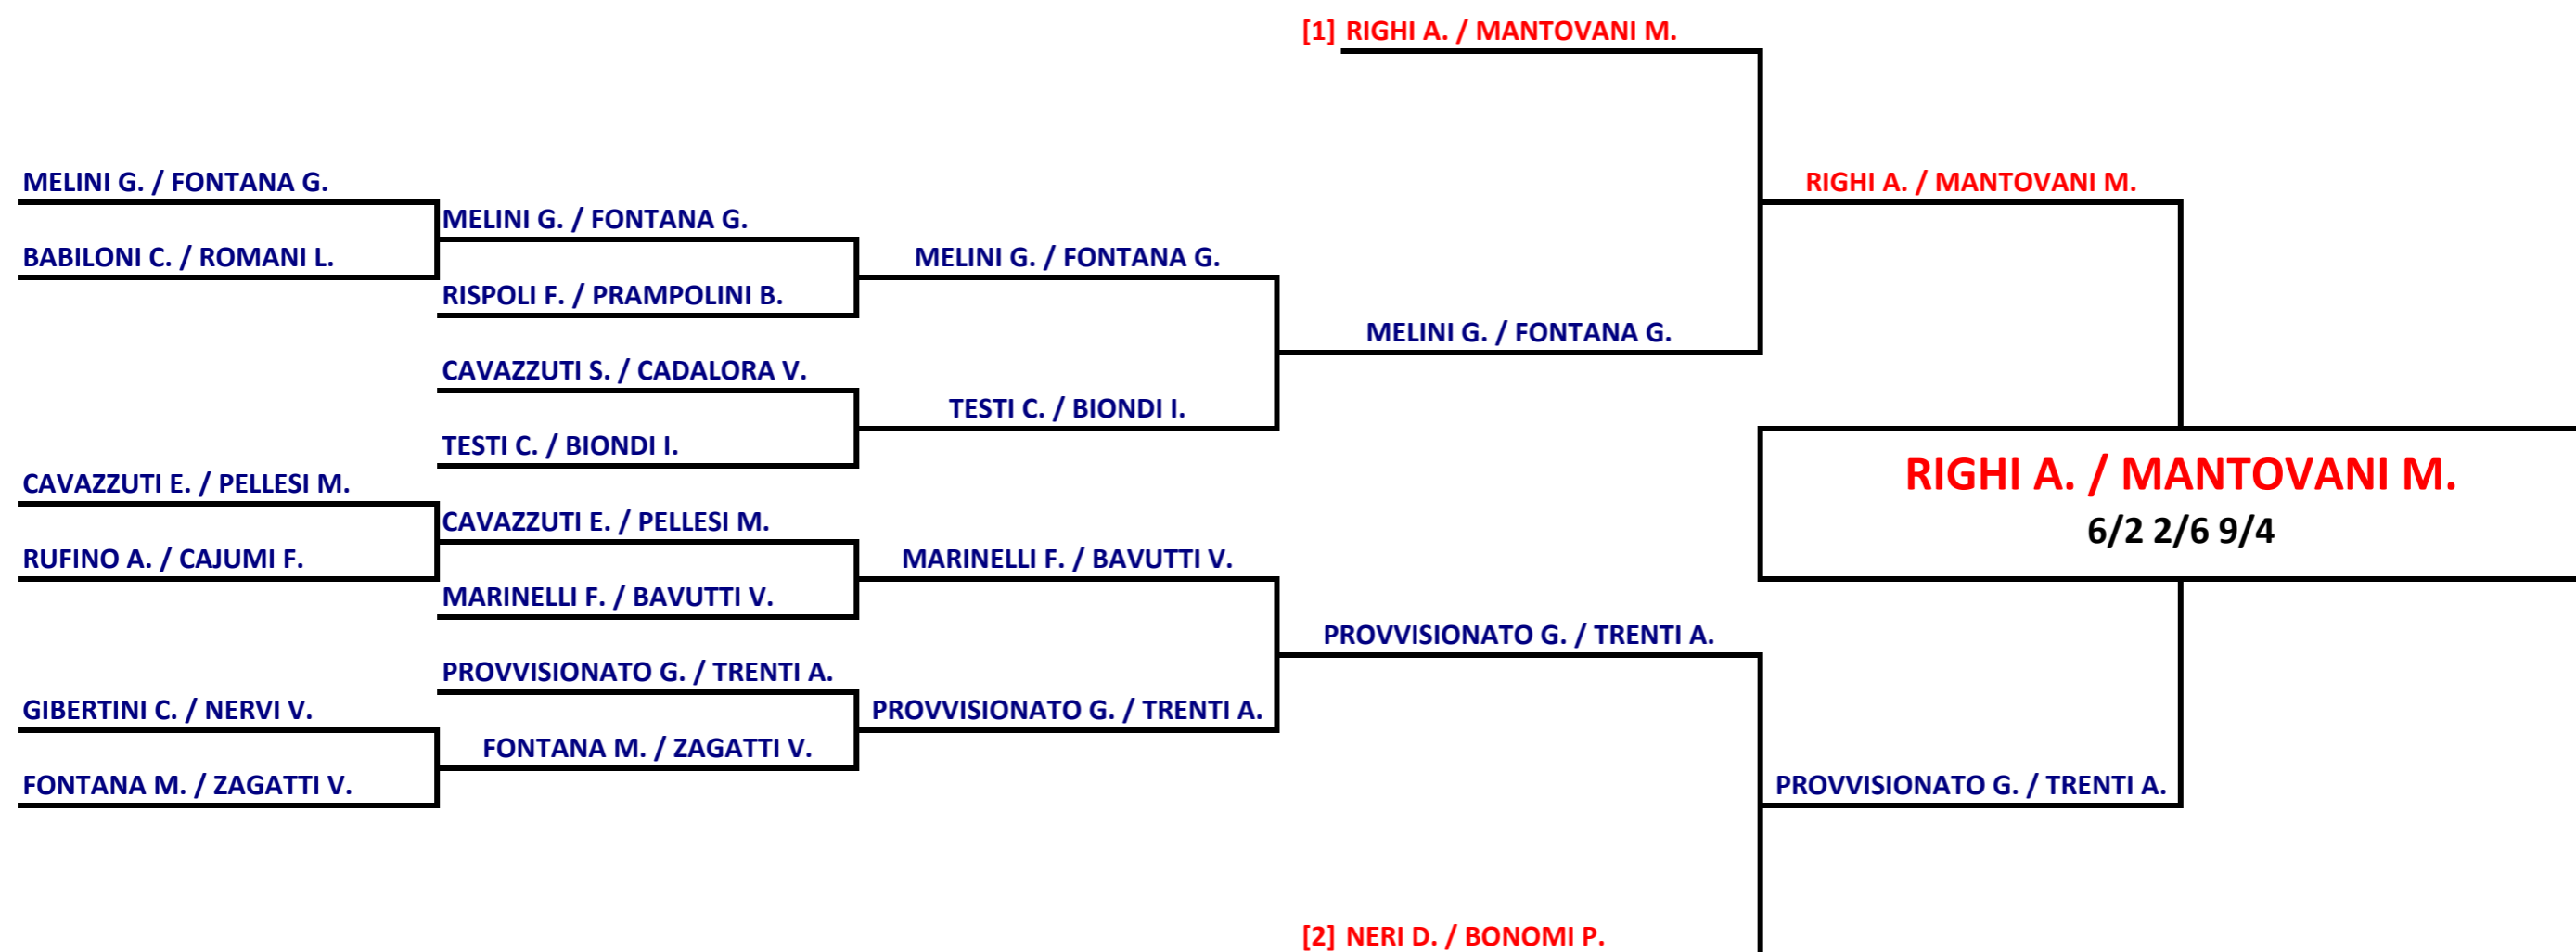 [1] RIGHI A. / MANTOVANI M.
MELINI G. / FONTANA G.
RIGHI A. / MANTOVANI M.
MELINI G. / FONTANA G.
BABILONI C. / ROMANI L.
MELINI G. / FONTANA G.
RISPOLI F. / PRAMPOLINI B.
MELINI G. / FONTANA G.
CAVAZZUTI S. / CADALORA V.
TESTI C. / BIONDI I.
TESTI C. / BIONDI I.
RIGHI A. / MANTOVANI M.
6/2 2/6 9/4
CAVAZZUTI E. / PELLESI M.
CAVAZZUTI E. / PELLESI M.
RUFINO A. / CAJUMI F.
MARINELLI F. / BAVUTTI V.
MARINELLI F. / BAVUTTI V.
PROVVISIONATO G. / TRENTI A.
PROVVISIONATO G. / TRENTI A.
GIBERTINI C. / NERVI V.
PROVVISIONATO G. / TRENTI A.
FONTANA M. / ZAGATTI V.
FONTANA M. / ZAGATTI V.
PROVVISIONATO G. / TRENTI A.
[2] NERI D. / BONOMI P.